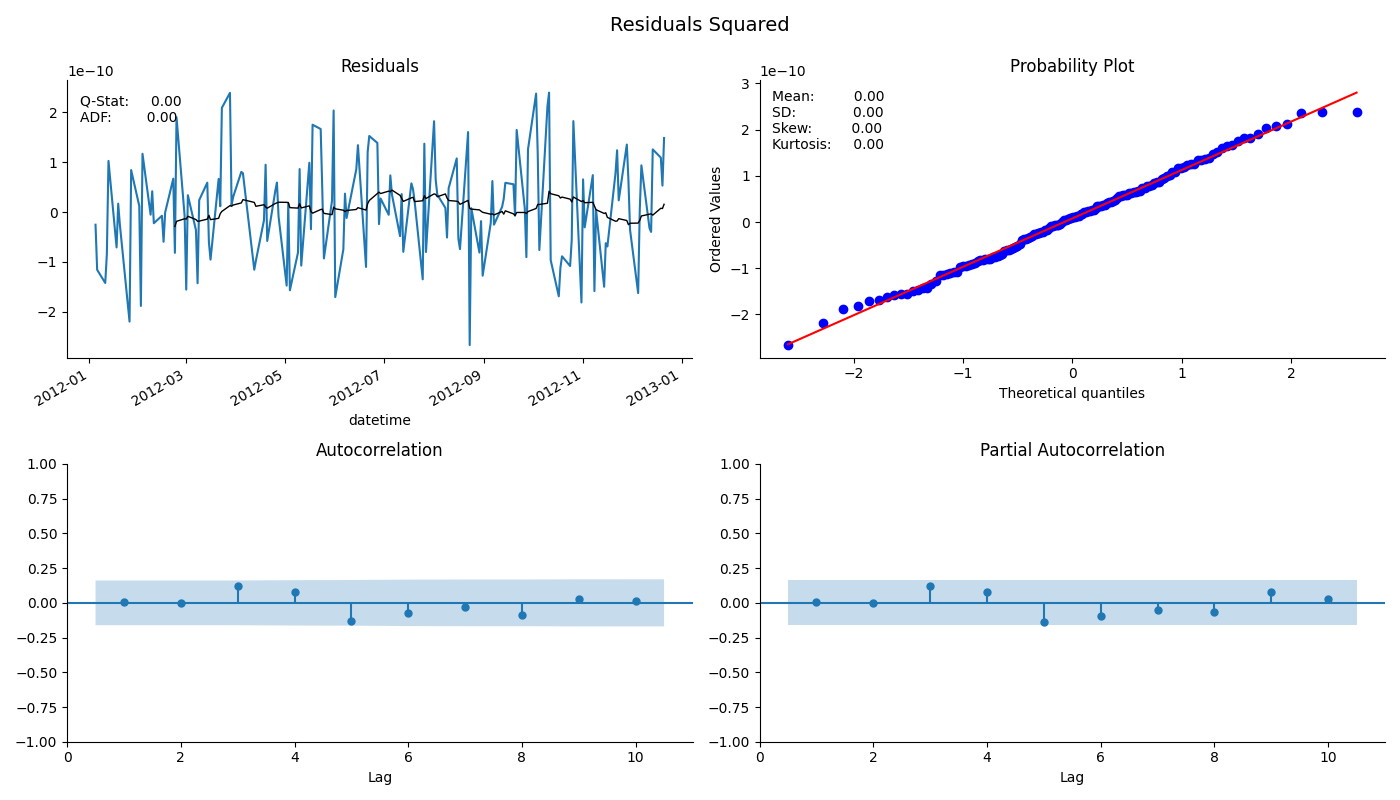 Residuals Squared
Residuals
1e−10
Q-Stat: 0.00
ADF: 0.00
2
1
0
−1
−2
2012-01
2012-03
2012-05
2012-07
2012-09
2012-11
2013-01
datetime
Probability Plot
1e−10
Mean: 0.00
SD: 0.00
Skew: 0.00
Kurtosis: 0.00
Ordered Values
3
2
1
0
−1
−2
−2
−1
0
1
2
Theoretical quantiles
Autocorrelation
1.00
0.75
0.50
0.25
0.00
−0.25
−0.50
−0.75
−1.00
0
2
4
6
8
10
Lag
Partial Autocorrelation
1.00
0.75
0.50
0.25
0.00
−0.25
−0.50
−0.75
−1.00
0
2
4
6
8
10
Lag